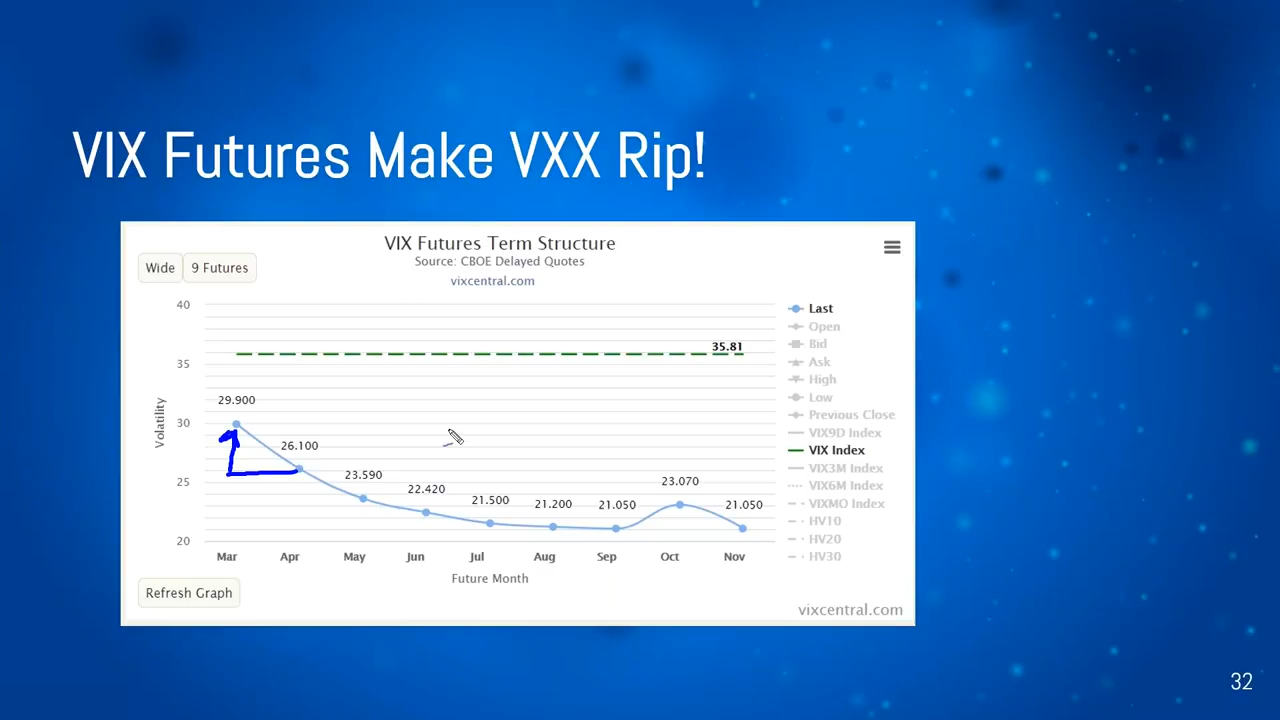 VIX Futures Make VXX Rip!
VIX Futures Term Structure
Source: CBOE Delayed Quotes
vixcentral.com
Wide
9 Futures
40
35
30
25
20
Volatility
35.81
29.900
26.100
23.590
22.420
21.500
21.200
21.050
23.070
21.050
Mar Apr May Jun Jul Aug Sep Oct Nov
Future Month
Last
Open
Bid
Ask
High
Low
Previous Close
VIX9D Index
VIX Index
VIX3M Index
VIX6M Index
VIXMO Index
HV10
HV20
HV30
Refresh Graph
vixcentral.com
32